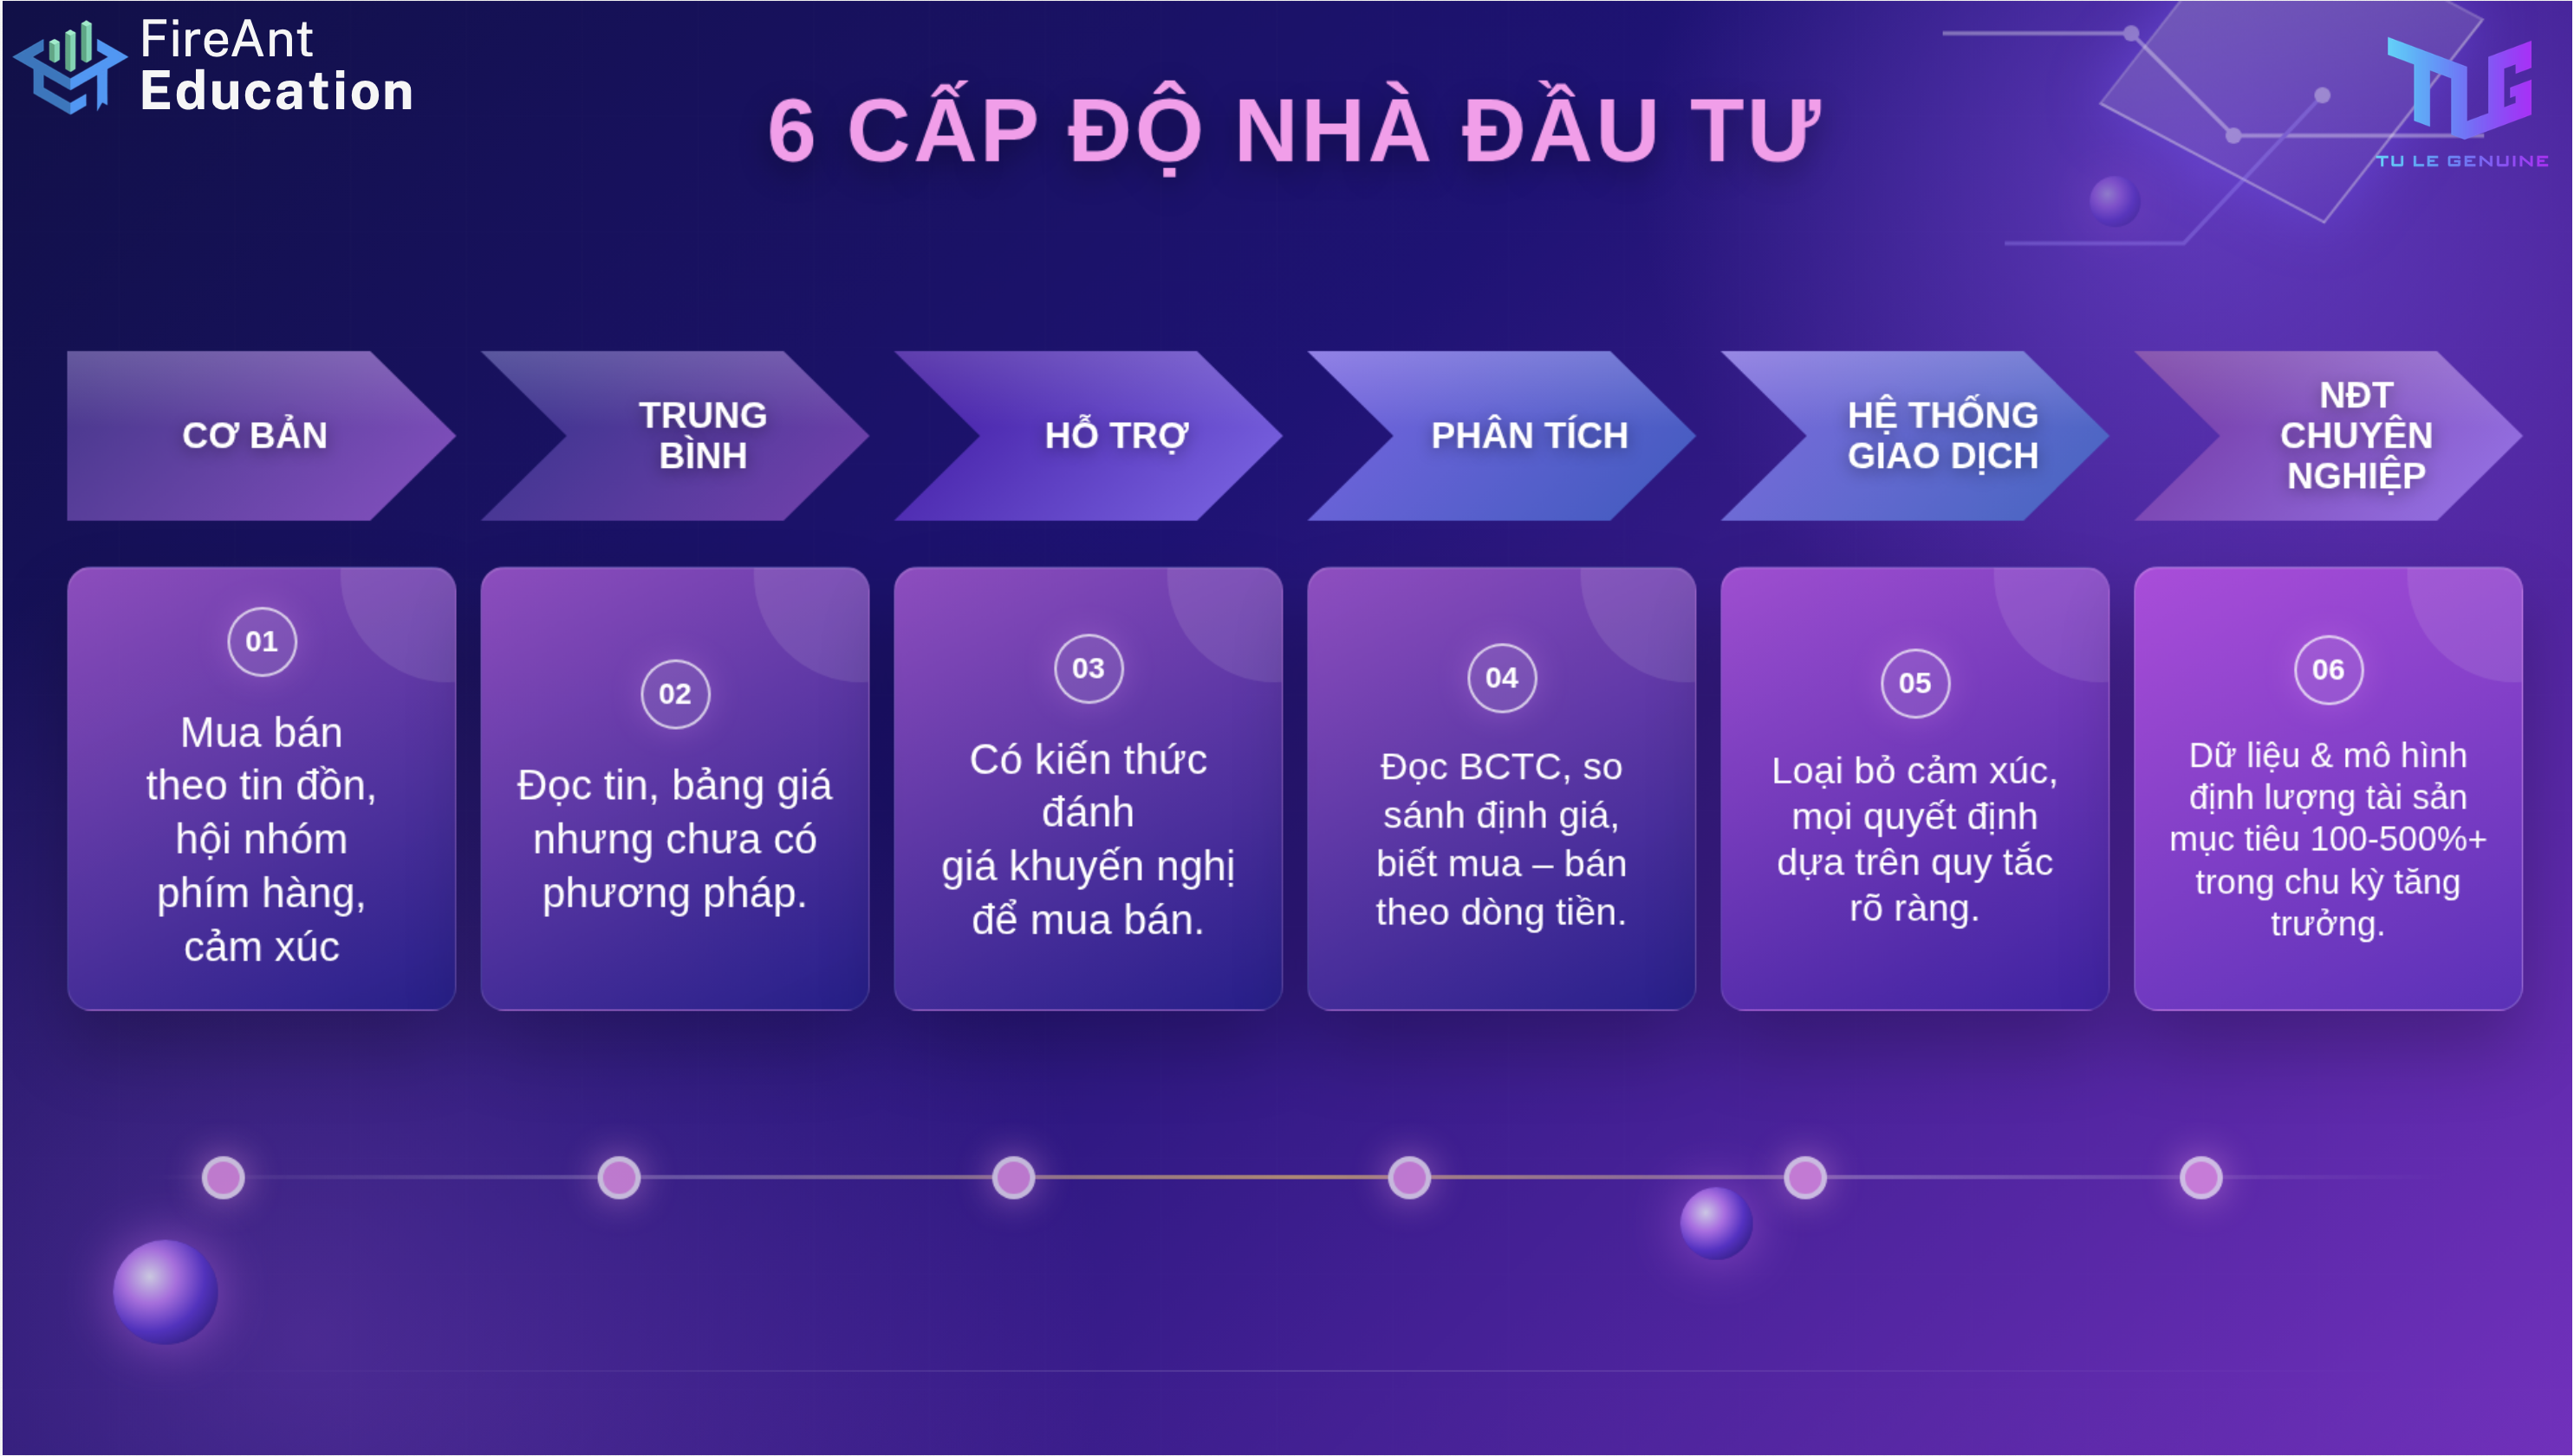 FireAnt
Education
TLG
TU LE GENUINE
6 CẤP ĐỘ NHÀ ĐẦU TƯ
CƠ BẢN
TRUNG
BÌNH
HỖ TRỢ
PHÂN TÍCH
HỆ THỐNG
GIAO DỊCH
NĐT
CHUYÊN
NGHIỆP
01
Mua bán
theo tin đồn,
hội nhóm
phím hàng,
cảm xúc
02
Đọc tin, bảng giá
nhưng chưa có
phương pháp.
03
Có kiến thức
đánh
giá khuyến nghị
để mua bán.
04
Đọc BCTC, so
sánh định giá,
biết mua – bán
theo dòng tiền.
05
Loại bỏ cảm xúc,
mọi quyết định
dựa trên quy tắc
rõ ràng.
06
Dữ liệu & mô hình
định lượng tài sản
mục tiêu 100-500%+
trong chu kỳ tăng
trưởng.